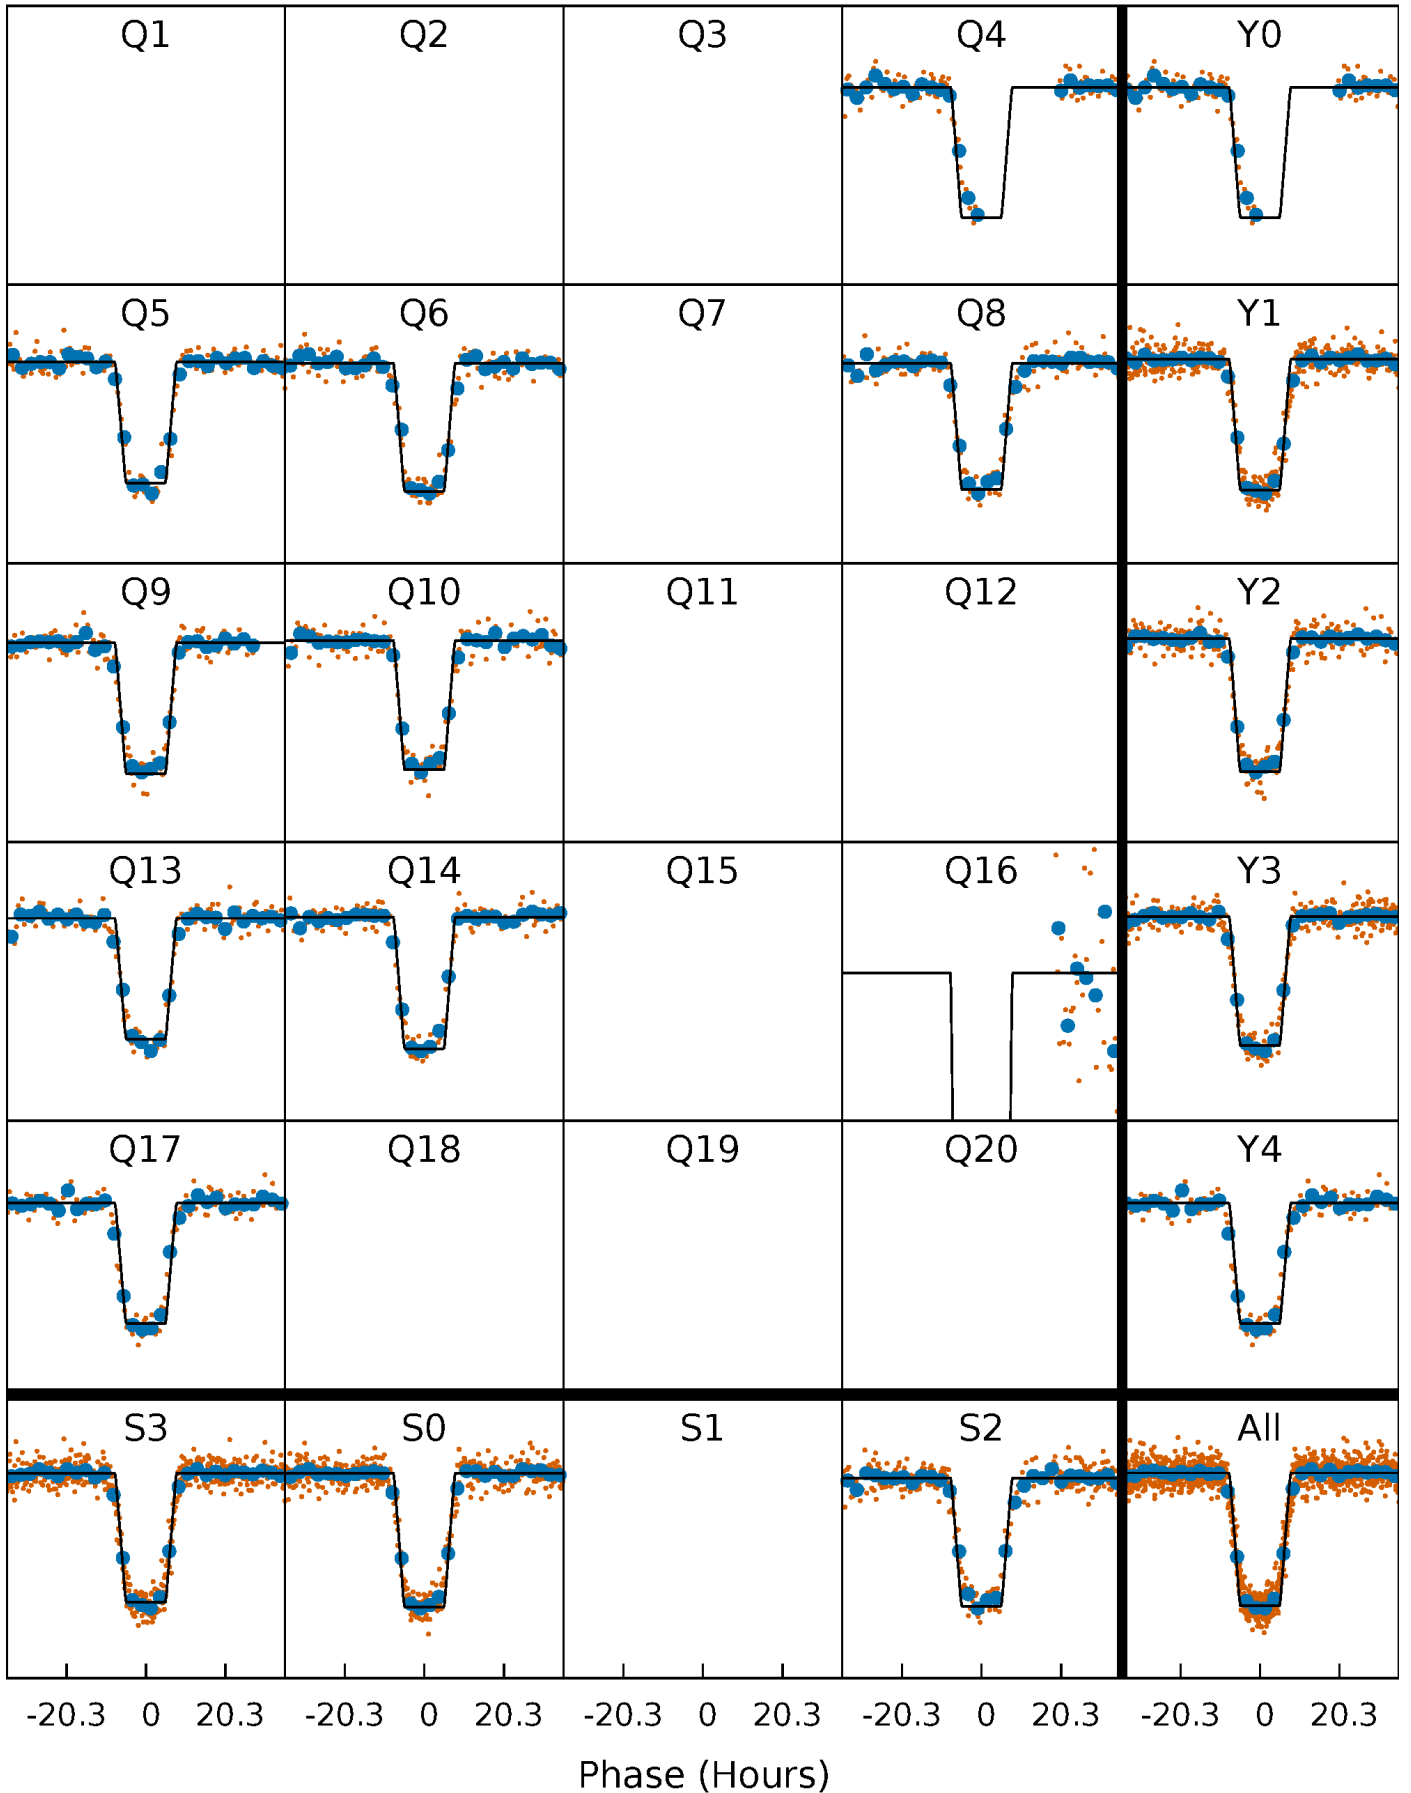 Q1 Q2 Q3 Q4 Y0
Q5 Q6 Q7 Q8 Y1
Q9 Q10 Q11 Q12 Y2
Q13 Q14 Q15 Q16 Y3
Q17 Q18 Q19 Q20 Y4
S3 S0 S1 S2 All
-20.3 0 20.3 -20.3 0 20.3 -20.3 0 20.3 -20.3 0 20.3 -20.3 0 20.3
Phase (Hours)